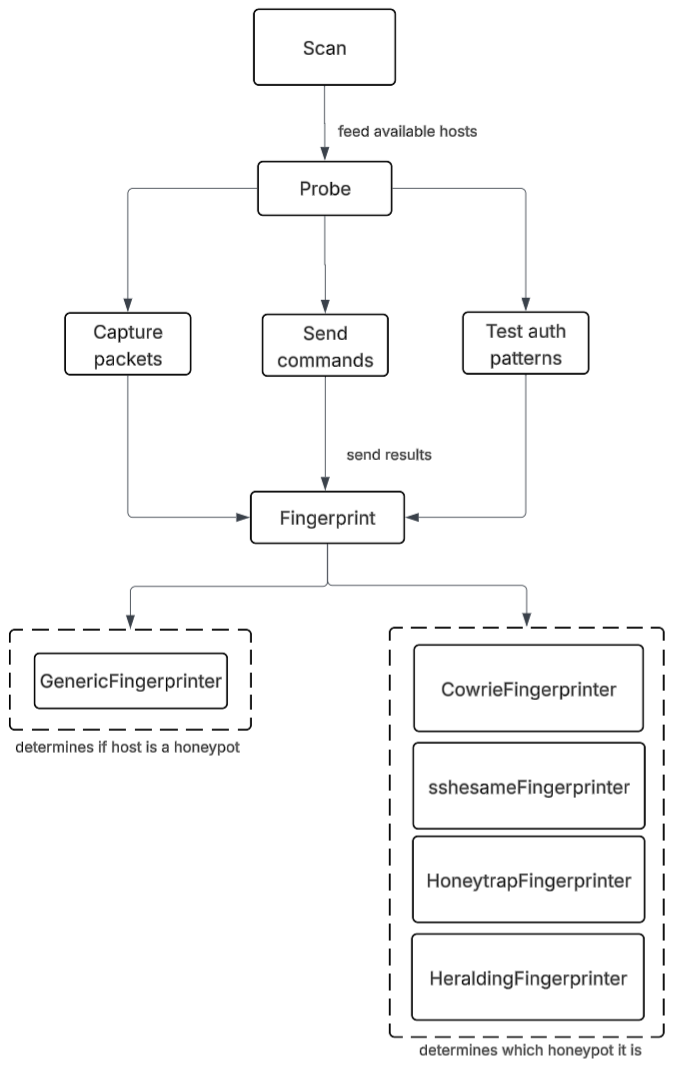 Scan
feed available hosts
Probe
Capture
packets
Send
commands
Test auth
patterns
send results
Fingerprint
GenericFingerprinter
determines if host is a honeypot
CowrieFingerprinter
sshesameFingerprinter
HoneytrapFingerprinter
HeraldingFingerprinter
determines which honeypot it is